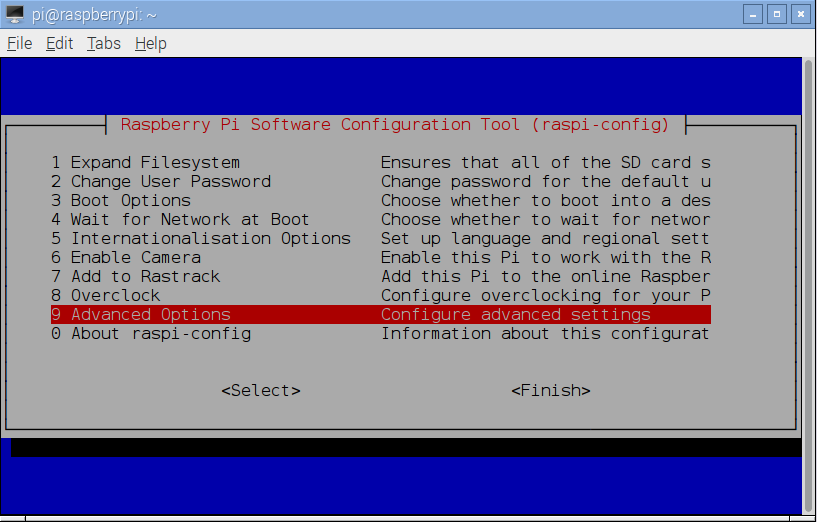 pi@raspberrypi: ~
File Edit Tabs Help
Raspberry Pi Software Configuration Tool (raspi-config)
1 Expand Filesystem Ensures that all of the SD card s
2 Change User Password Change password for the default u
3 Boot Options Choose whether to boot into a des
4 Wait for Network at Boot Choose whether to wait for networ
5 Internationalisation Options Set up language and regional sett
6 Enable Camera Enable this Pi to work with the R
7 Add to Rastrack Add this Pi to the online Raspber
8 Overclock Configure overclocking for your P
9 Advanced Options Configure advanced settings
0 About raspi-config Information about this configurat
<Select> <Finish>